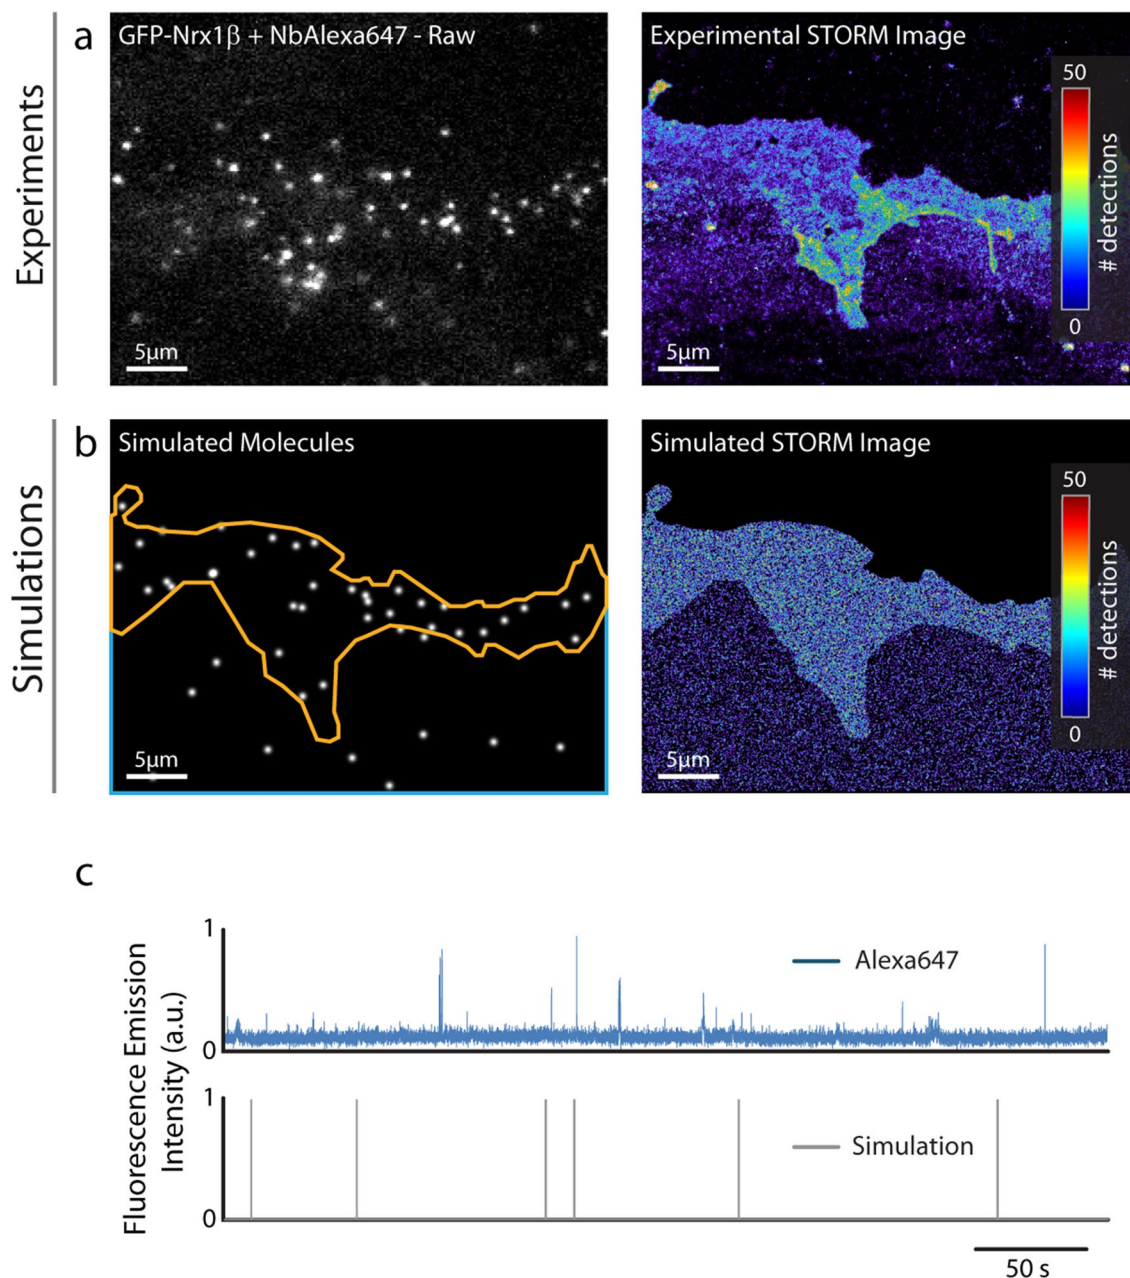 Experiments
a
GFP-Nrx1β + NbAlexa647 - Raw
5µm
Experimental STORM Image
50
# detections
0
5µm
Simulations
b
Simulated Molecules
5µm
Simulated STORM Image
50
# detections
0
5µm
c
Fluorescence Emission
Intensity (a.u.)
1
0
Alexa647
1
0
Simulation
50 s